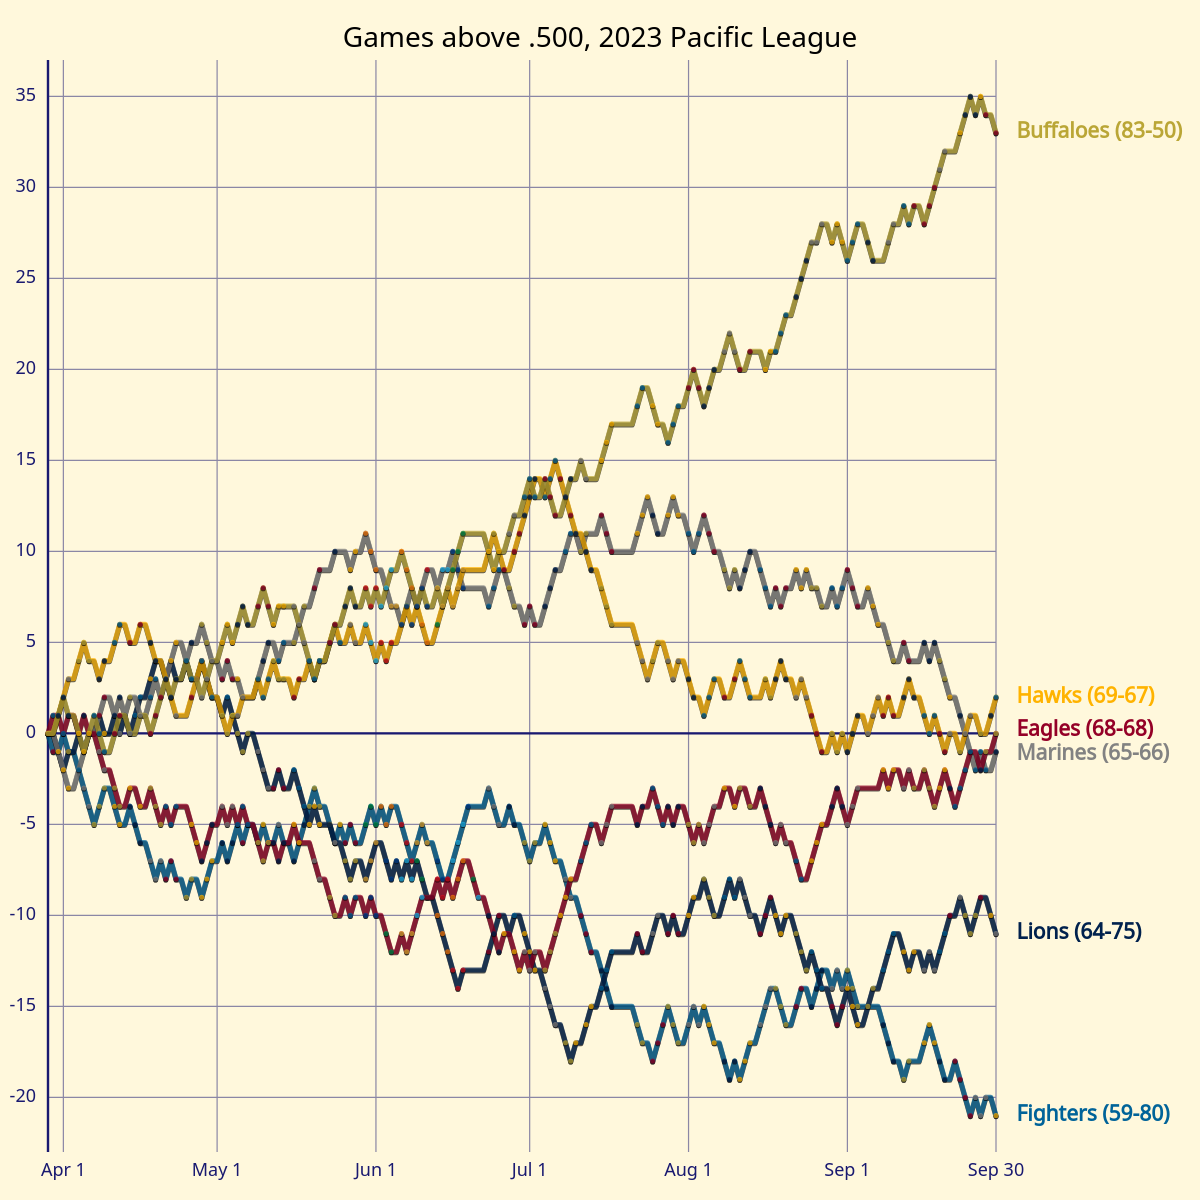 Games above .500, 2023 Pacific League
35
30
25
20
15
10
5
0
-5
-10
-15
-20
Buffaloes (83-50)
Hawks (69-67)
Eagles (68-68)
Marines (65-66)
Lions (64-75)
Fighters (59-80)
Apr 1
May 1
Jun 1
Jul 1
Aug 1
Sep 1
Sep 30